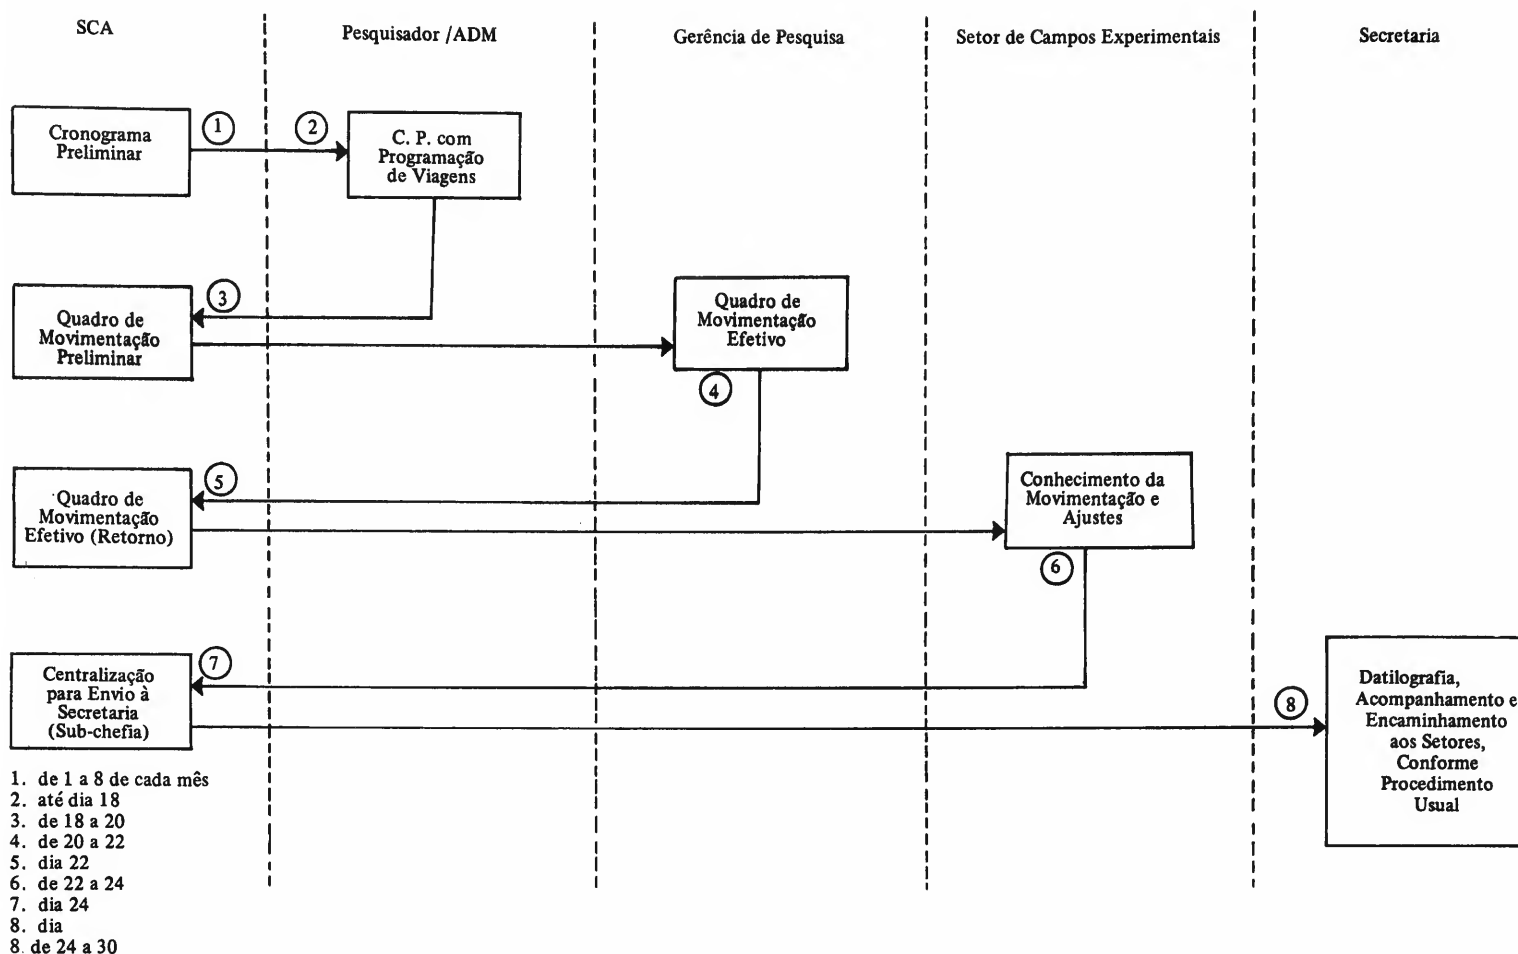 SCA
Pesquisador /ADM
Gerência de Pesquisa
Setor de Campos Experimentais
Secretaria
Cronograma
Preliminar
1
2
C. P. com
Programação
de Viagens
Quadro de
Movimentação
Preliminar
3
Quadro de
Movimentação
Efetivo
4
Quadro de
Movimentação
Efetivo (Retorno)
5
Conhecimento da
Movimentação e
Ajustes
6
Centralização
para Envio à
Secretaria
(Sub-chefia)
7
8
Datilografia,
Acompanhamento e
Encaminhamento
aos Setores,
Conforme
Procedimento
Usual
1. de 1 a 8 de cada mês
2. até dia 18
3. de 18 a 20
4. de 20 a 22
5. dia 22
6. de 22 a 24
7. dia 24
8. dia
8. de 24 a 30